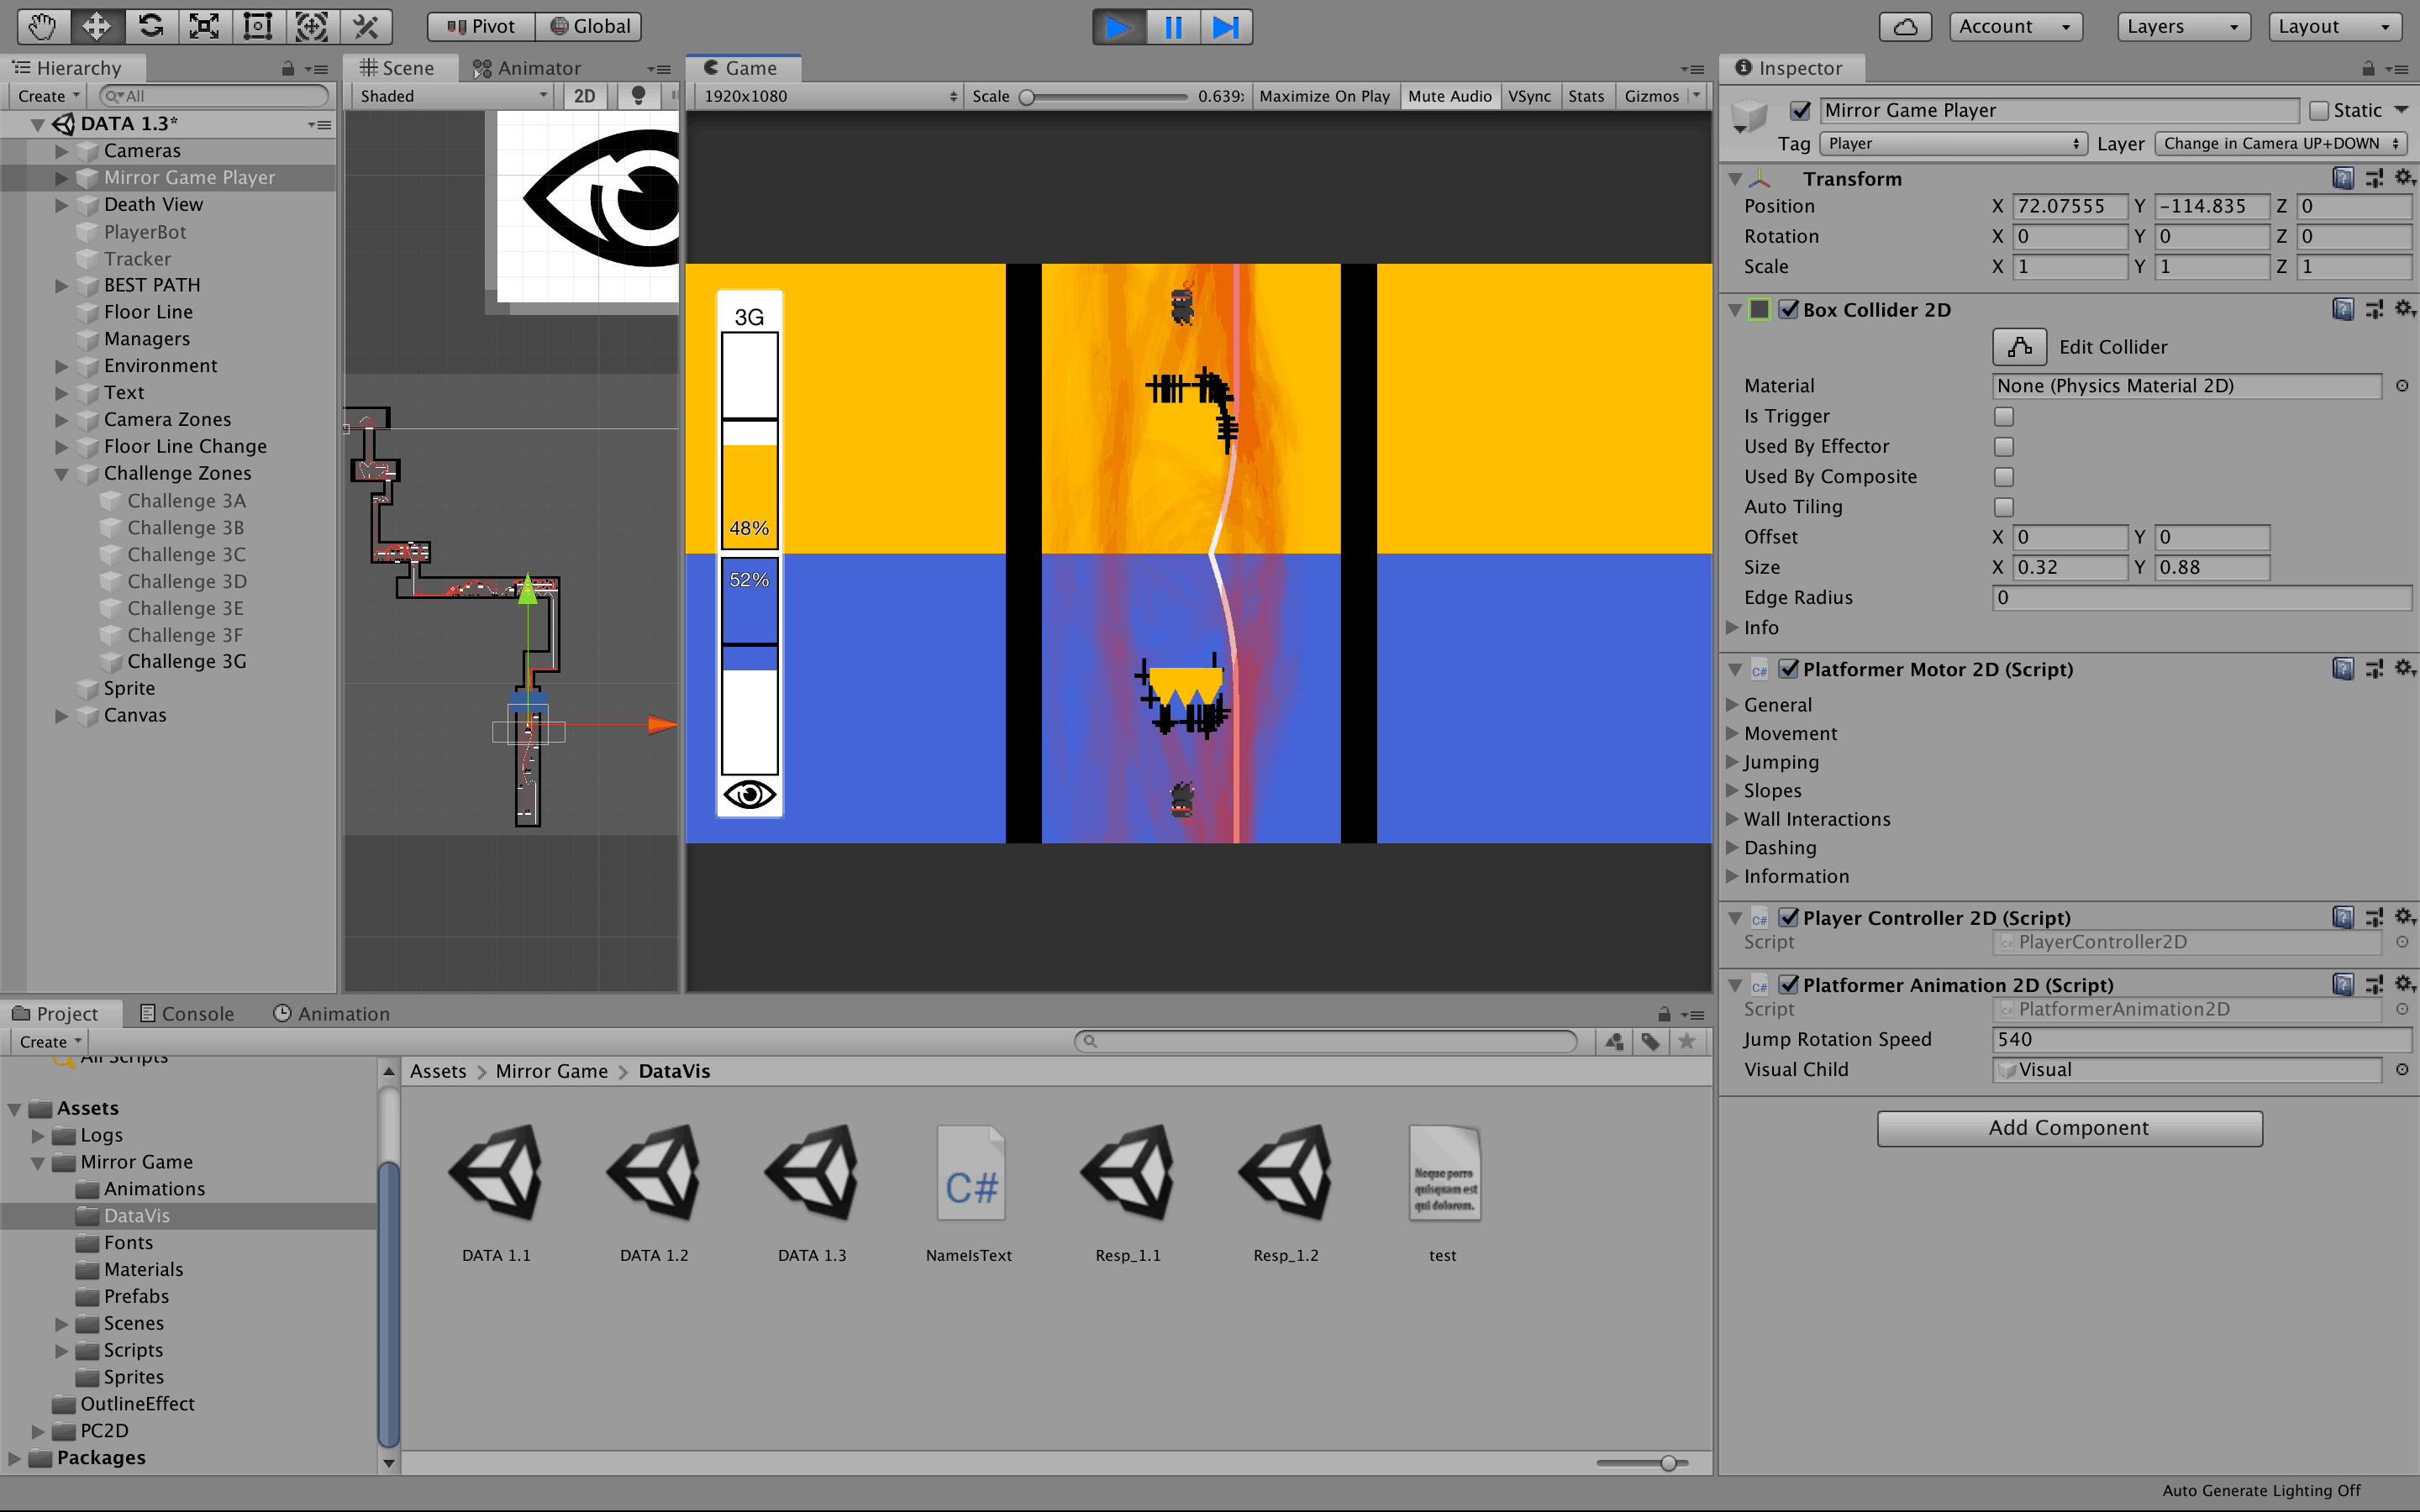 Pivot Global Account Layers Layout
Hierarchy
Create All
DATA 1.3*
Cameras
Mirror Game Player
Death View
PlayerBot
Tracker
BEST PATH
Floor Line
Managers
Environment
Text
Camera Zones
Floor Line Change
Challenge Zones
Challenge 3A
Challenge 3B
Challenge 3C
Challenge 3D
Challenge 3E
Challenge 3F
Challenge 3G
Sprite
Canvas
Scene Animator
Shaded 2D
Game
1920x1080 Scale 0.639 Maximize On Play Mute Audio VSync Stats Gizmos
3G
48%
52%
Inspector
Mirror Game Player Static
Tag Player Layer Change in Camera UP+DOWN
Transform
Position X 72.07555 Y -114.835 Z 0
Rotation X 0 Y 0 Z 0
Scale X 1 Y 1 Z 1
Box Collider 2D
Edit Collider
Material None (Physics Material 2D)
Is Trigger
Used By Effector
Used By Composite
Auto Tiling
Offset X 0 Y 0
Size X 0.32 Y 0.88
Edge Radius 0
Info
C# Platformer Motor 2D (Script)
General
Movement
Jumping
Slopes
Wall Interactions
Dashing
Information
C# Player Controller 2D (Script)
Script PlayerController2D
C# Platformer Animation 2D (Script)
Script PlatformerAnimation2D
Jump Rotation Speed 540
Visual Child Visual
Add Component
Project Console Animation
Create
All Scripts
Assets
Logs
Mirror Game
Animations
DataVis
Fonts
Materials
Prefabs
Scenes
Scripts
Sprites
OutlineEffect
PC2D
Packages
Assets > Mirror Game > DataVis
C#
Neque porro
quisquam est
qui dolorem.
DATA 1.1 DATA 1.2 DATA 1.3 NameIsText Resp_1.1 Resp_1.2 test
Auto Generate Lighting Off